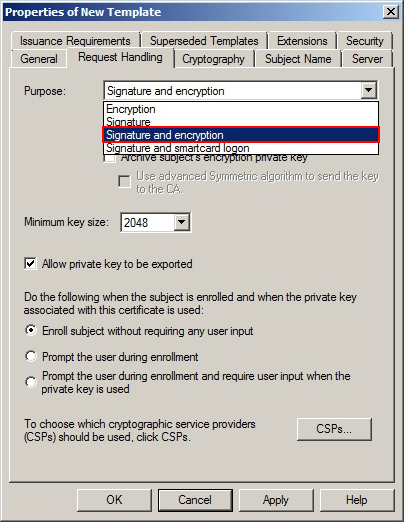 Properties of New Template
Issuance Requirements Superseded Templates Extensions Security
General Request Handling Cryptography Subject Name Server
Purpose: Signature and encryption
Encryption
Signature
Signature and encryption
Signature and smartcard logon
Archive subject's encryption private key
Use advanced Symmetric algorithm to send the key
to the CA.
Minimum key size: 2048
Allow private key to be exported
Do the following when the subject is enrolled and when the private key
associated with this certificate is used:
Enroll subject without requiring any user input
Prompt the user during enrollment
Prompt the user during enrollment and require user input when the
private key is used
To choose which cryptographic service providers
(CSPs) should be used, click CSPs.
CSPs...
OK Cancel Apply Help